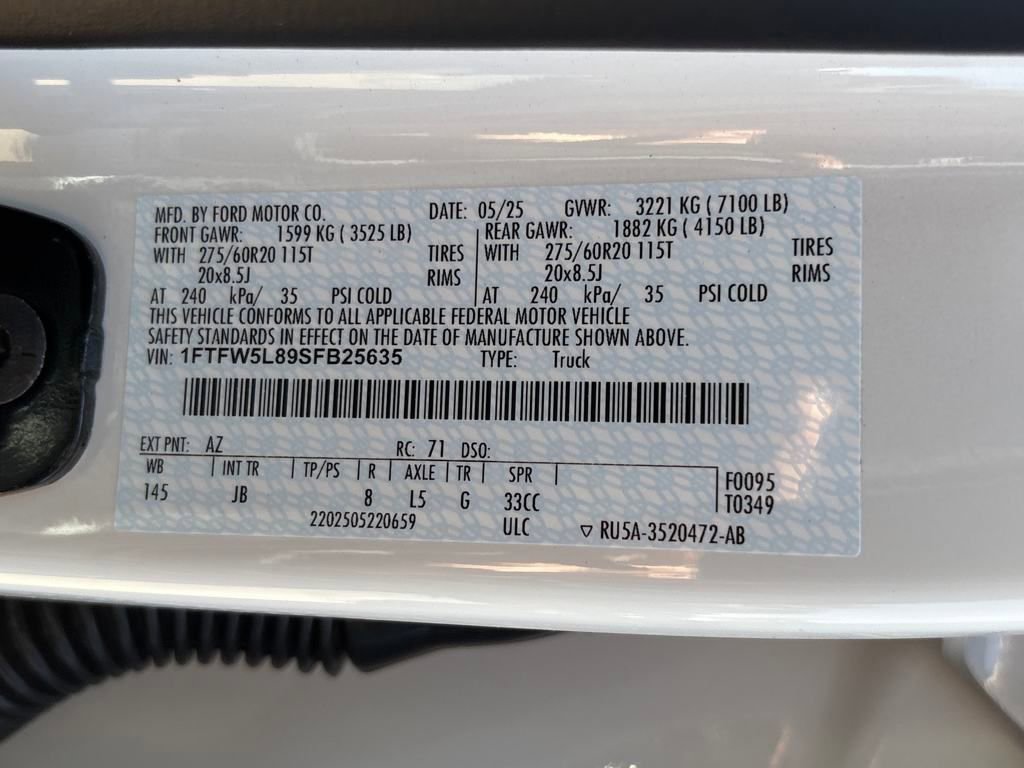 MFD. BY FORD MOTOR CO. DATE: 05/25 GVWR: 3221 KG ( 7100 LB)
FRONT GAWR: 1599 KG ( 3525 LB) REAR GAWR: 1882 KG ( 4150 LB)
WITH 275/60R20 115T TIRES WITH 275/60R20 115T TIRES
20x8.5J RIMS 20x8.5J RIMS
AT 240 kPa/ 35 PSI COLD AT 240 kPa/ 35 PSI COLD
THIS VEHICLE CONFORMS TO ALL APPLICABLE FEDERAL MOTOR VEHICLE
SAFETY STANDARDS IN EFFECT ON THE DATE OF MANUFACTURE SHOWN ABOVE.
VIN: 1FTFW5L89SFB25635 TYPE: Truck
EXT PNT: AZ RC: 71 DSO:
WB INT TR TP/PS R AXLE TR SPR F0095
145 JB 8 L5 G 33CC T0349
2202505220659 ULC RU5A-3520472-AB